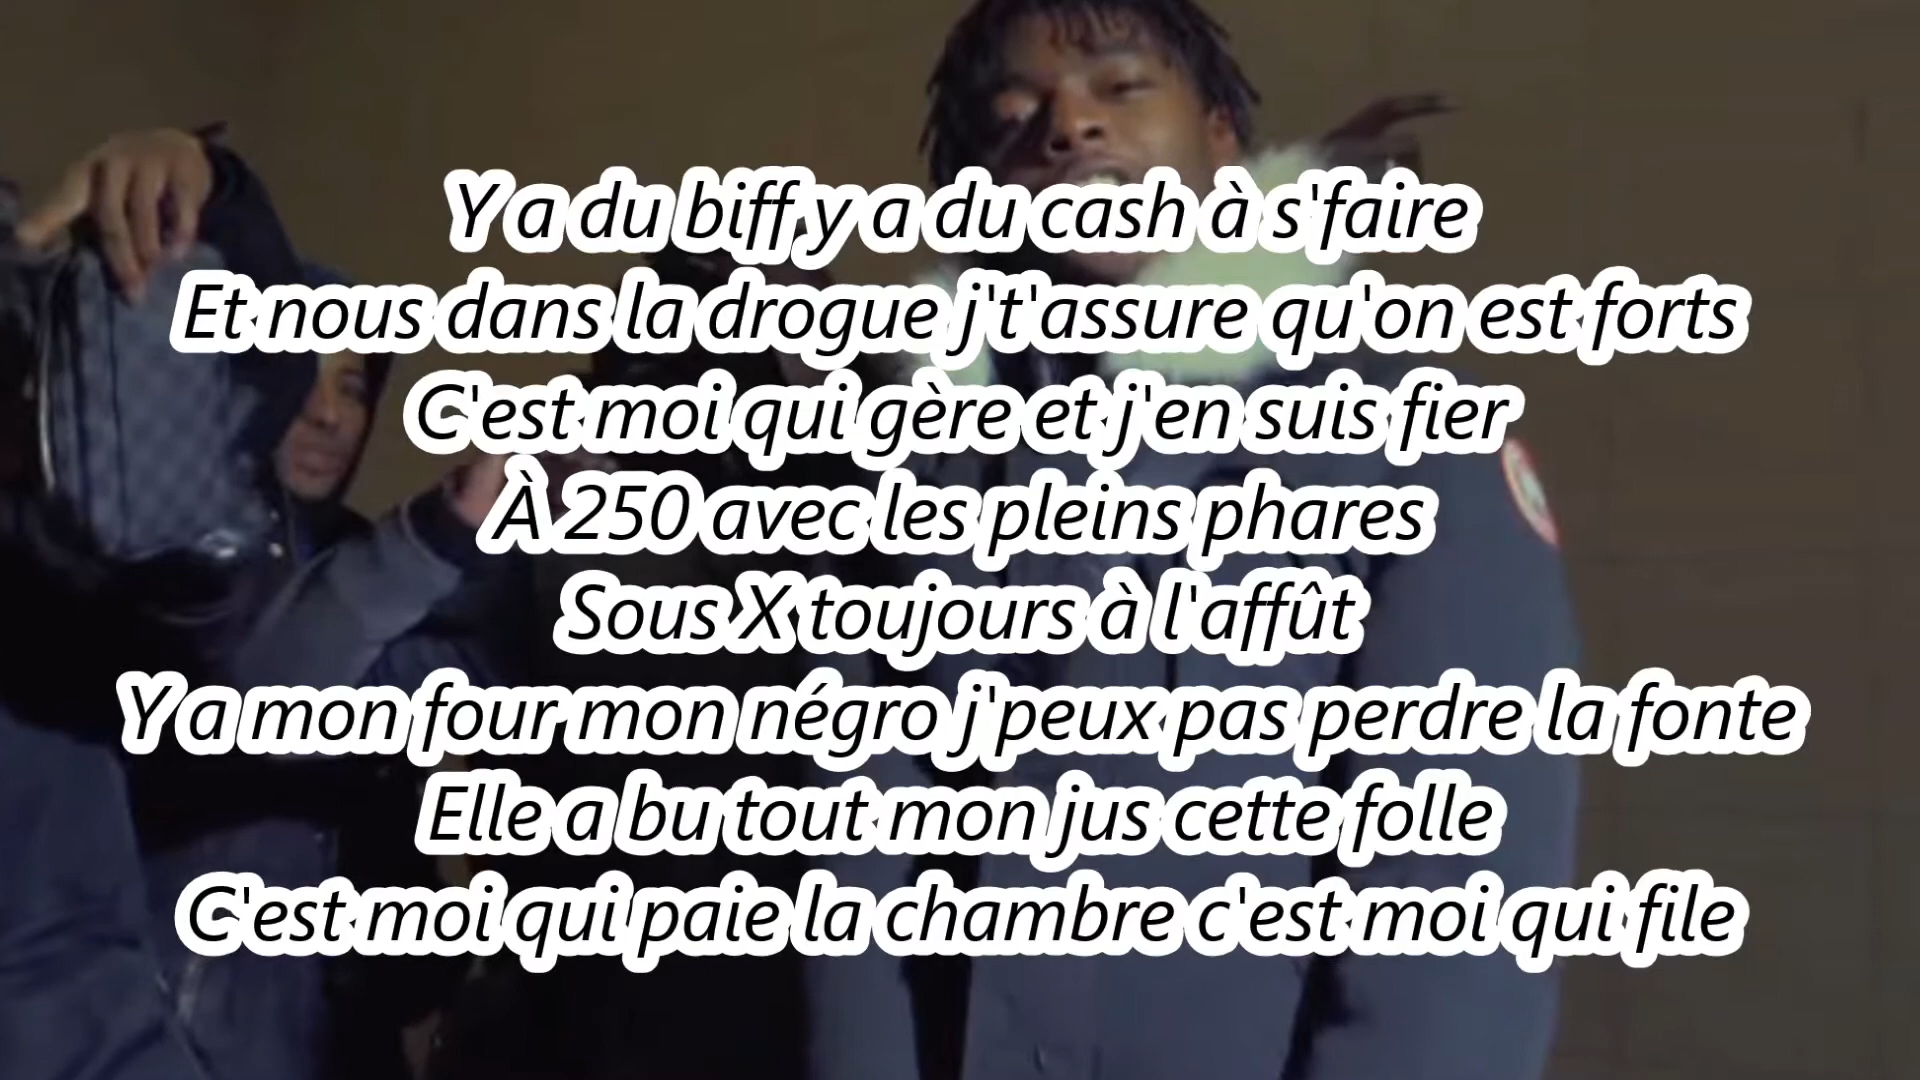 Y a du biff y a du cash à s'faire
Et nous dans la drogue j't'assure qu'on est forts
C'est moi qui gère et j'en suis fier
À 250 avec les pleins phares
Sous X toujours à l'affût
Y a mon four mon négro j'peux pas perdre la fonte
Elle a bu tout mon jus cette folle
C'est moi qui paie la chambre c'est moi qui file